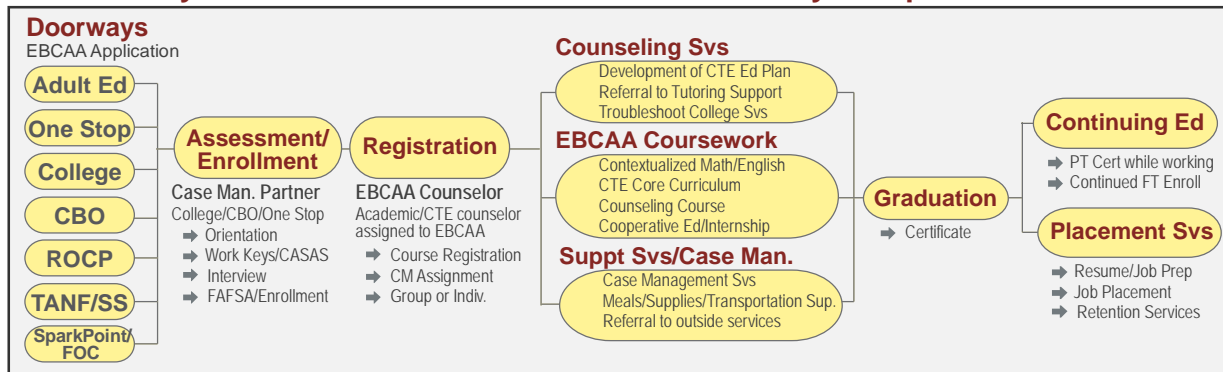 Doorways
EBCAA Application
Adult Ed
One Stop
College
CBO
ROCP
TANF/SS
SparkPoint/
FOC
Assessment/
Enrollment
Case Man. Partner
College/CBO/One Stop
Orientation
Work Keys/CASAS
Interview
FAFSA/Enrollment
Registration
EBCAA Counselor
Academic/CTE counselor
assigned to EBCAA
Course Registration
CM Assignment
Group or Indiv.
Counseling Svs
Development of CTE Ed Plan
Referral to Tutoring Support
Troubleshoot College Svs
EBCAA Coursework
Contextualized Math/English
CTE Core Curriculum
Counseling Course
Cooperative Ed/Internship
Suppt Svs/Case Man.
Case Management Svs
Meals/Supplies/Transportation Sup.
Referral to outside services
Graduation
Certificate
Continuing Ed
PT Cert while working
Continued FT Enroll
Placement Svs
Resume/Job Prep
Job Placement
Retention Services